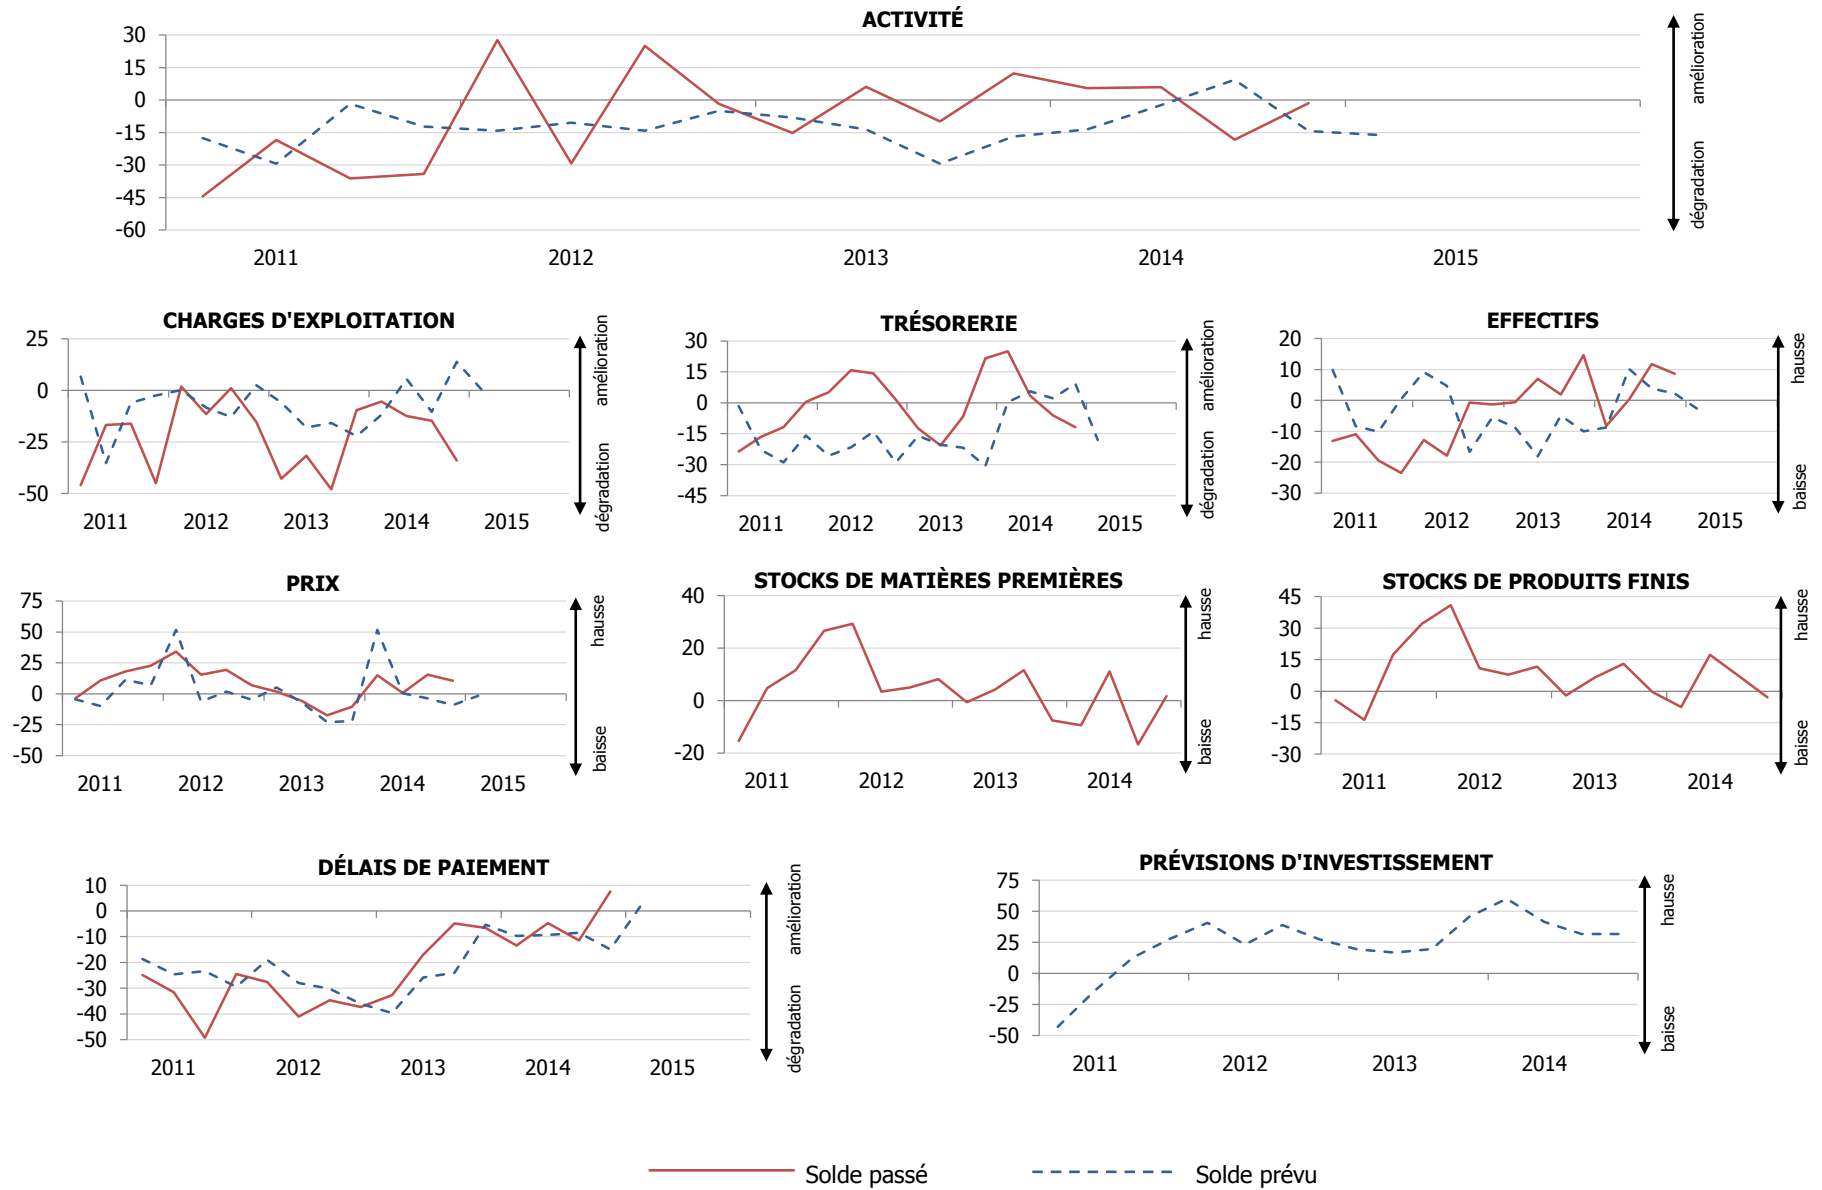 ACTIVITÉ
30
15
0
-15
-30
-45
-60
2011 2012 2013 2014 2015
amélioration
dégradation
CHARGES D'EXPLOITATION
25
0
-25
-50
2011 2012 2013 2014 2015
amélioration
dégradation
TRÉSORERIE
30
15
0
-15
-30
-45
2011 2012 2013 2014 2015
amélioration
dégradation
EFFECTIFS
20
10
0
-10
-20
-30
2011 2012 2013 2014 2015
hausse
baisse
PRIX
75
50
25
0
-25
-50
2011 2012 2013 2014 2015
hausse
baisse
STOCKS DE MATIÈRES PREMIÈRES
40
20
0
-20
2011 2012 2013 2014
hausse
baisse
STOCKS DE PRODUITS FINIS
45
30
15
0
-15
-30
2011 2012 2013 2014
hausse
baisse
DÉLAIS DE PAIEMENT
10
0
-10
-20
-30
-40
-50
2011 2012 2013 2014 2015
amélioration
dégradation
PRÉVISIONS D'INVESTISSEMENT
75
50
25
0
-25
-50
2011 2012 2013 2014
hausse
baisse
Solde passé
Solde prévu